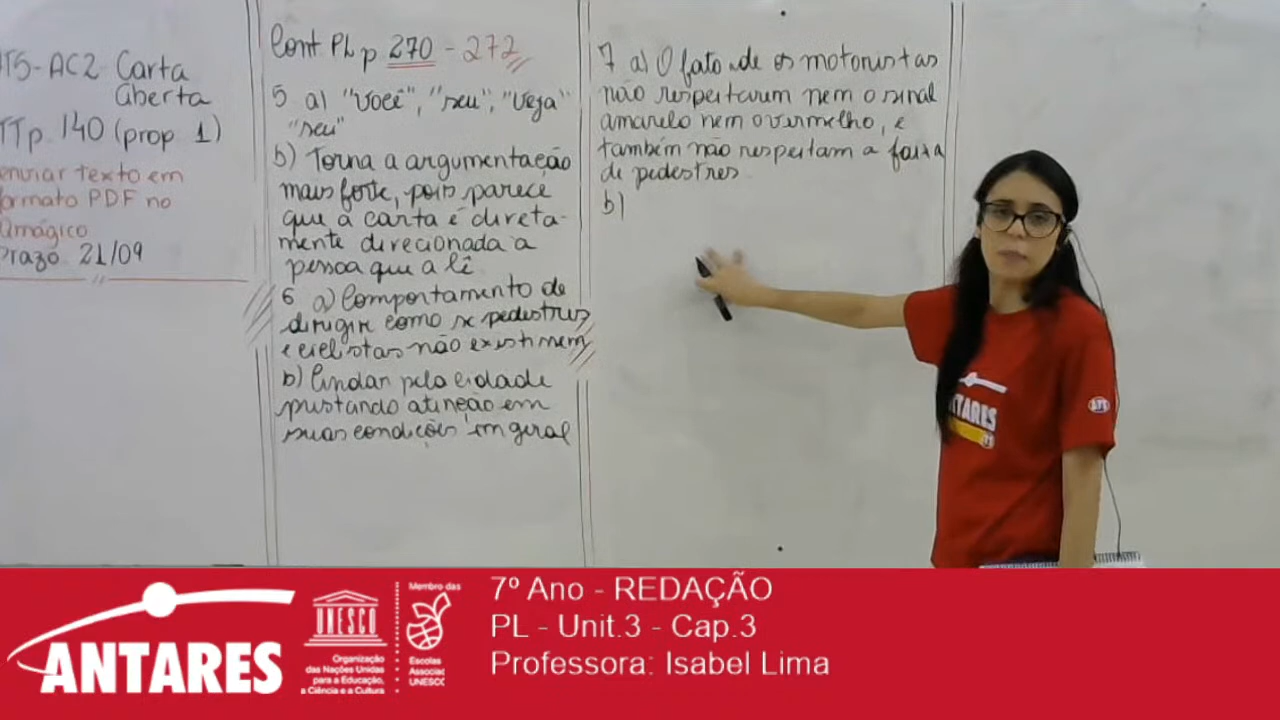 UT5-AC2- Carta
Aberta
TTp. 140 (prop. 1)
enviar texto em
formato PDF no
Amágico
Prazo 21/09
Cont PL p 270 - 272
5 a) "Você", "seu", "Veja"
"seu"
b) Torna a argumentação
mais forte, pois parece
que a carta é direta-
mente direcionada a
pessoa que a lê
6 a) Comportamento de
dirigir como se pedestres
e ciclistas não existissem
b) Andar pela cidade
prestando atenção em
suas condições em geral
7 a) O fato de os motoristas
não respeitarem nem o sinal
amarelo nem o vermelho, e
também não respeitam a faixa
de pedestres
b)
ANTARES
ANTARES
UNESCO
Organização
das Nações Unidas
para a Educação,
a Ciência e a Cultura
Membro das
Escolas
Associac
UNESC
7º Ano - REDAÇÃO
PL - Unit.3 - Cap.3
Professora: Isabel Lima